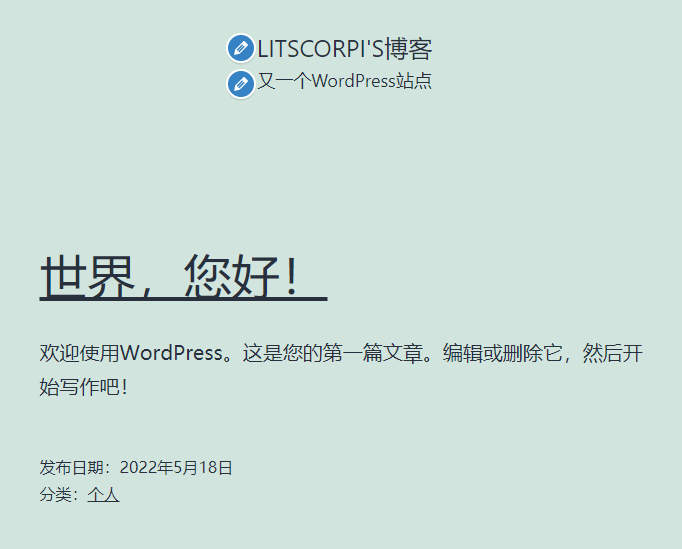 LITSCORPI'S博客
又一个WordPress站点
世界，您好！
欢迎使用WordPress。这是您的第一篇文章。编辑或删除它，然后开
始写作吧！
发布日期：2022年5月18日
分类：个人